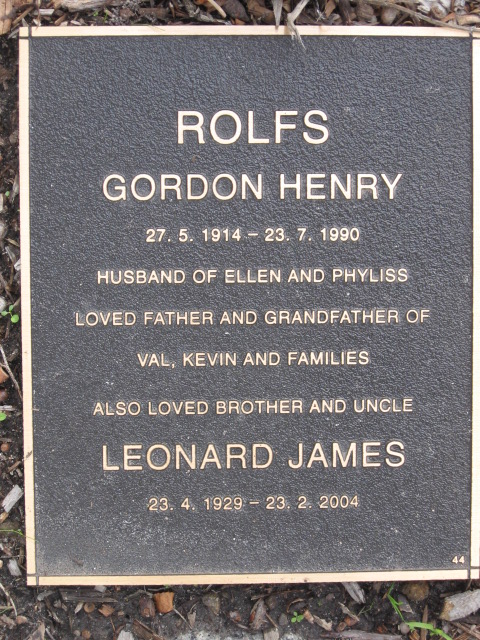 ROLFS
GORDON HENRY
27. 5. 1914 – 23. 7. 1990
HUSBAND OF ELLEN AND PHYLISS
LOVED FATHER AND GRANDFATHER OF
VAL, KEVIN AND FAMILIES
ALSO LOVED BROTHER AND UNCLE
LEONARD JAMES
23. 4. 1929 – 23. 2. 2004
44